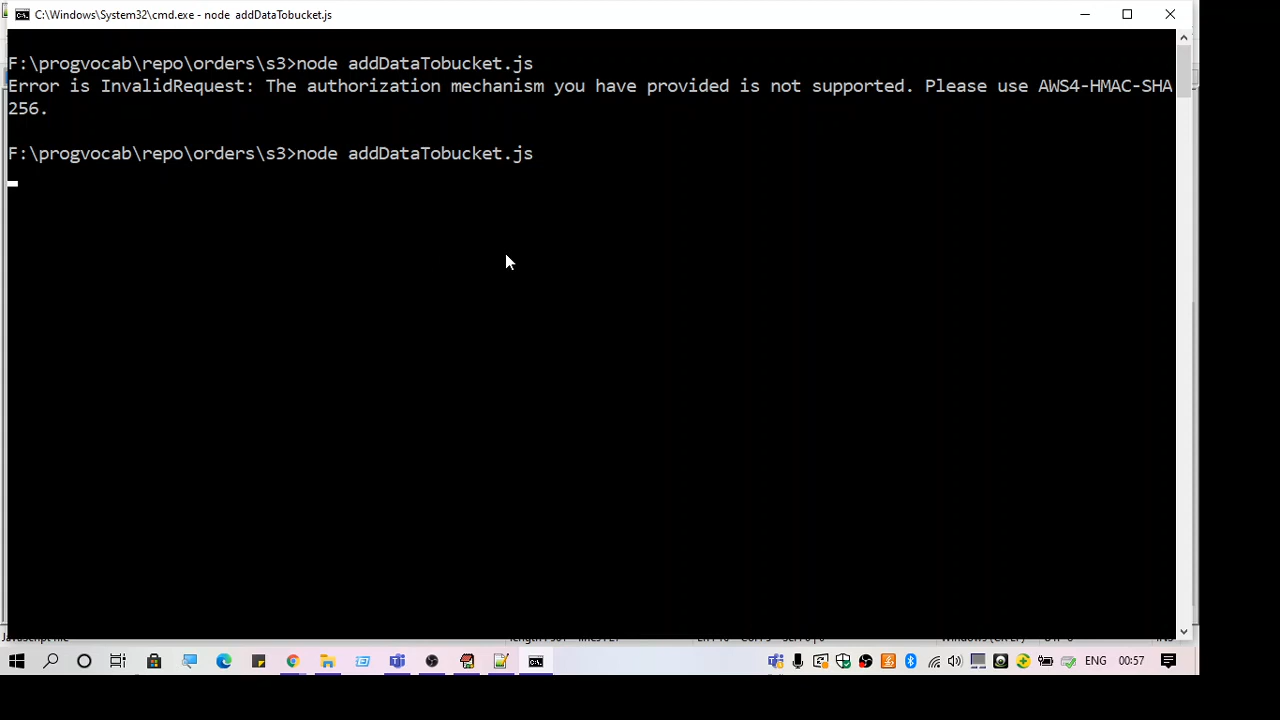 C:\Windows\System32\cmd.exe - node addDataTobucket.js
F:\progvocab\repo\orders\s3>node addDataTobucket.js
Error is InvalidRequest: The authorization mechanism you have provided is not supported. Please use AWS4-HMAC-SHA
256.
F:\progvocab\repo\orders\s3>node addDataTobucket.js
ENG
00:57